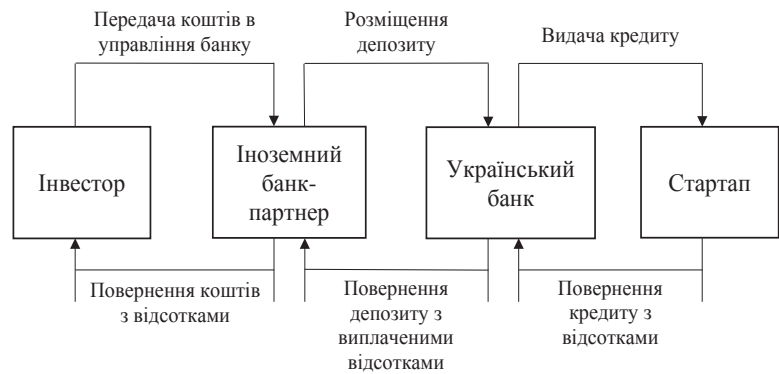 Передача коштів в
управління банку
Розміщення
депозиту
Видача кредиту
Інвестор
Іноземний
банк-
партнер
Український
банк
Стартап
Повернення коштів
з відсотками
Повернення
депозиту з
виплаченими
відсотками
Повернення
кредиту з
відсотками